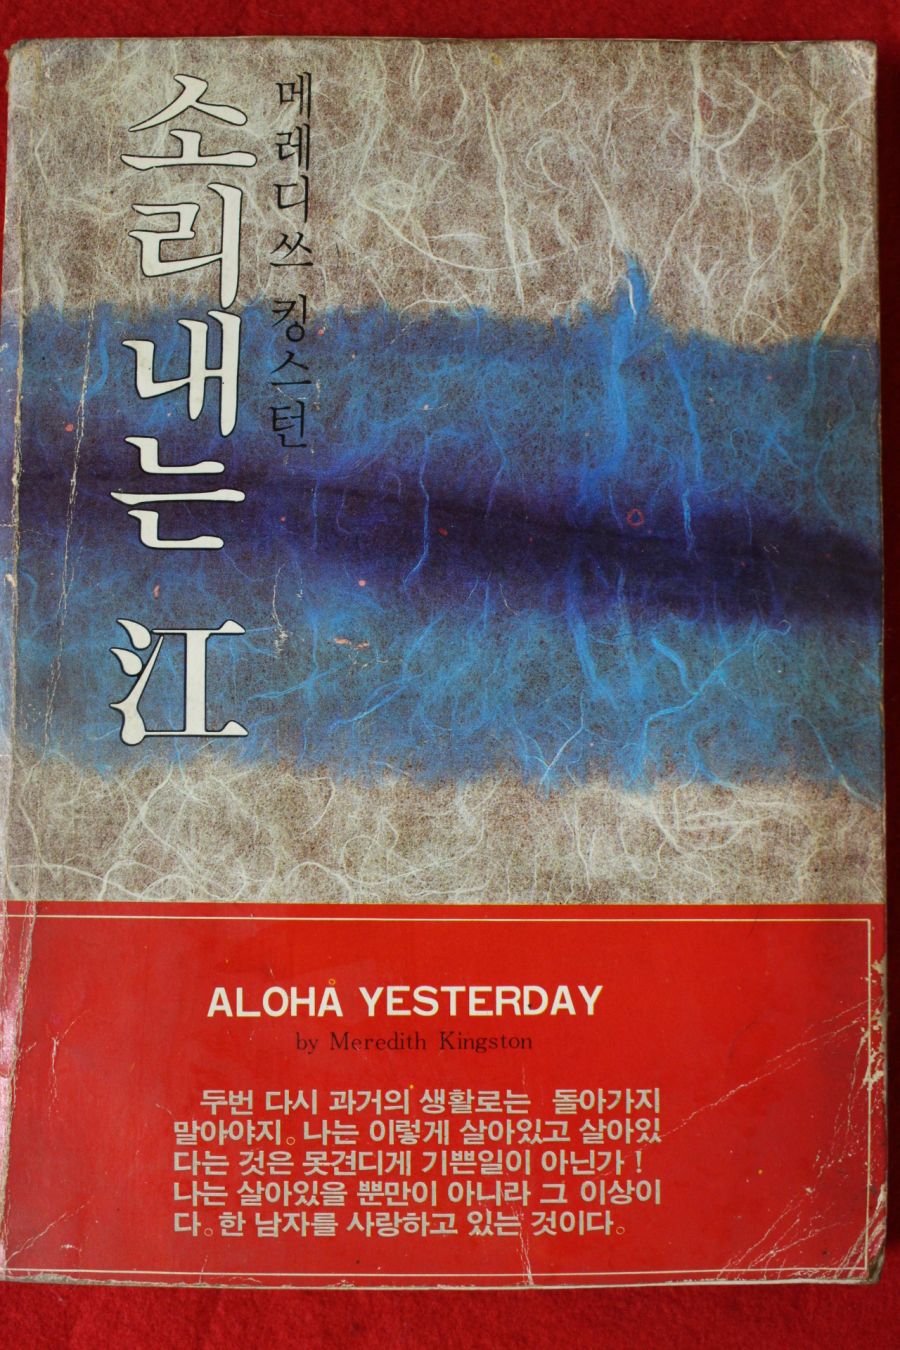 소리내는 江
메레디쓰 킹스턴
ALOHA YESTERDAY
by Meredith Kingston
두번 다시 과거의 생활로는 돌아가지
말아야지。나는 이렇게 살아있고 살아있
다는 것은 못견디게 기쁜일이 아닌가!
나는 살아있을 뿐만이 아니라 그 이상이
다。한 남자를 사랑하고 있는 것이다。